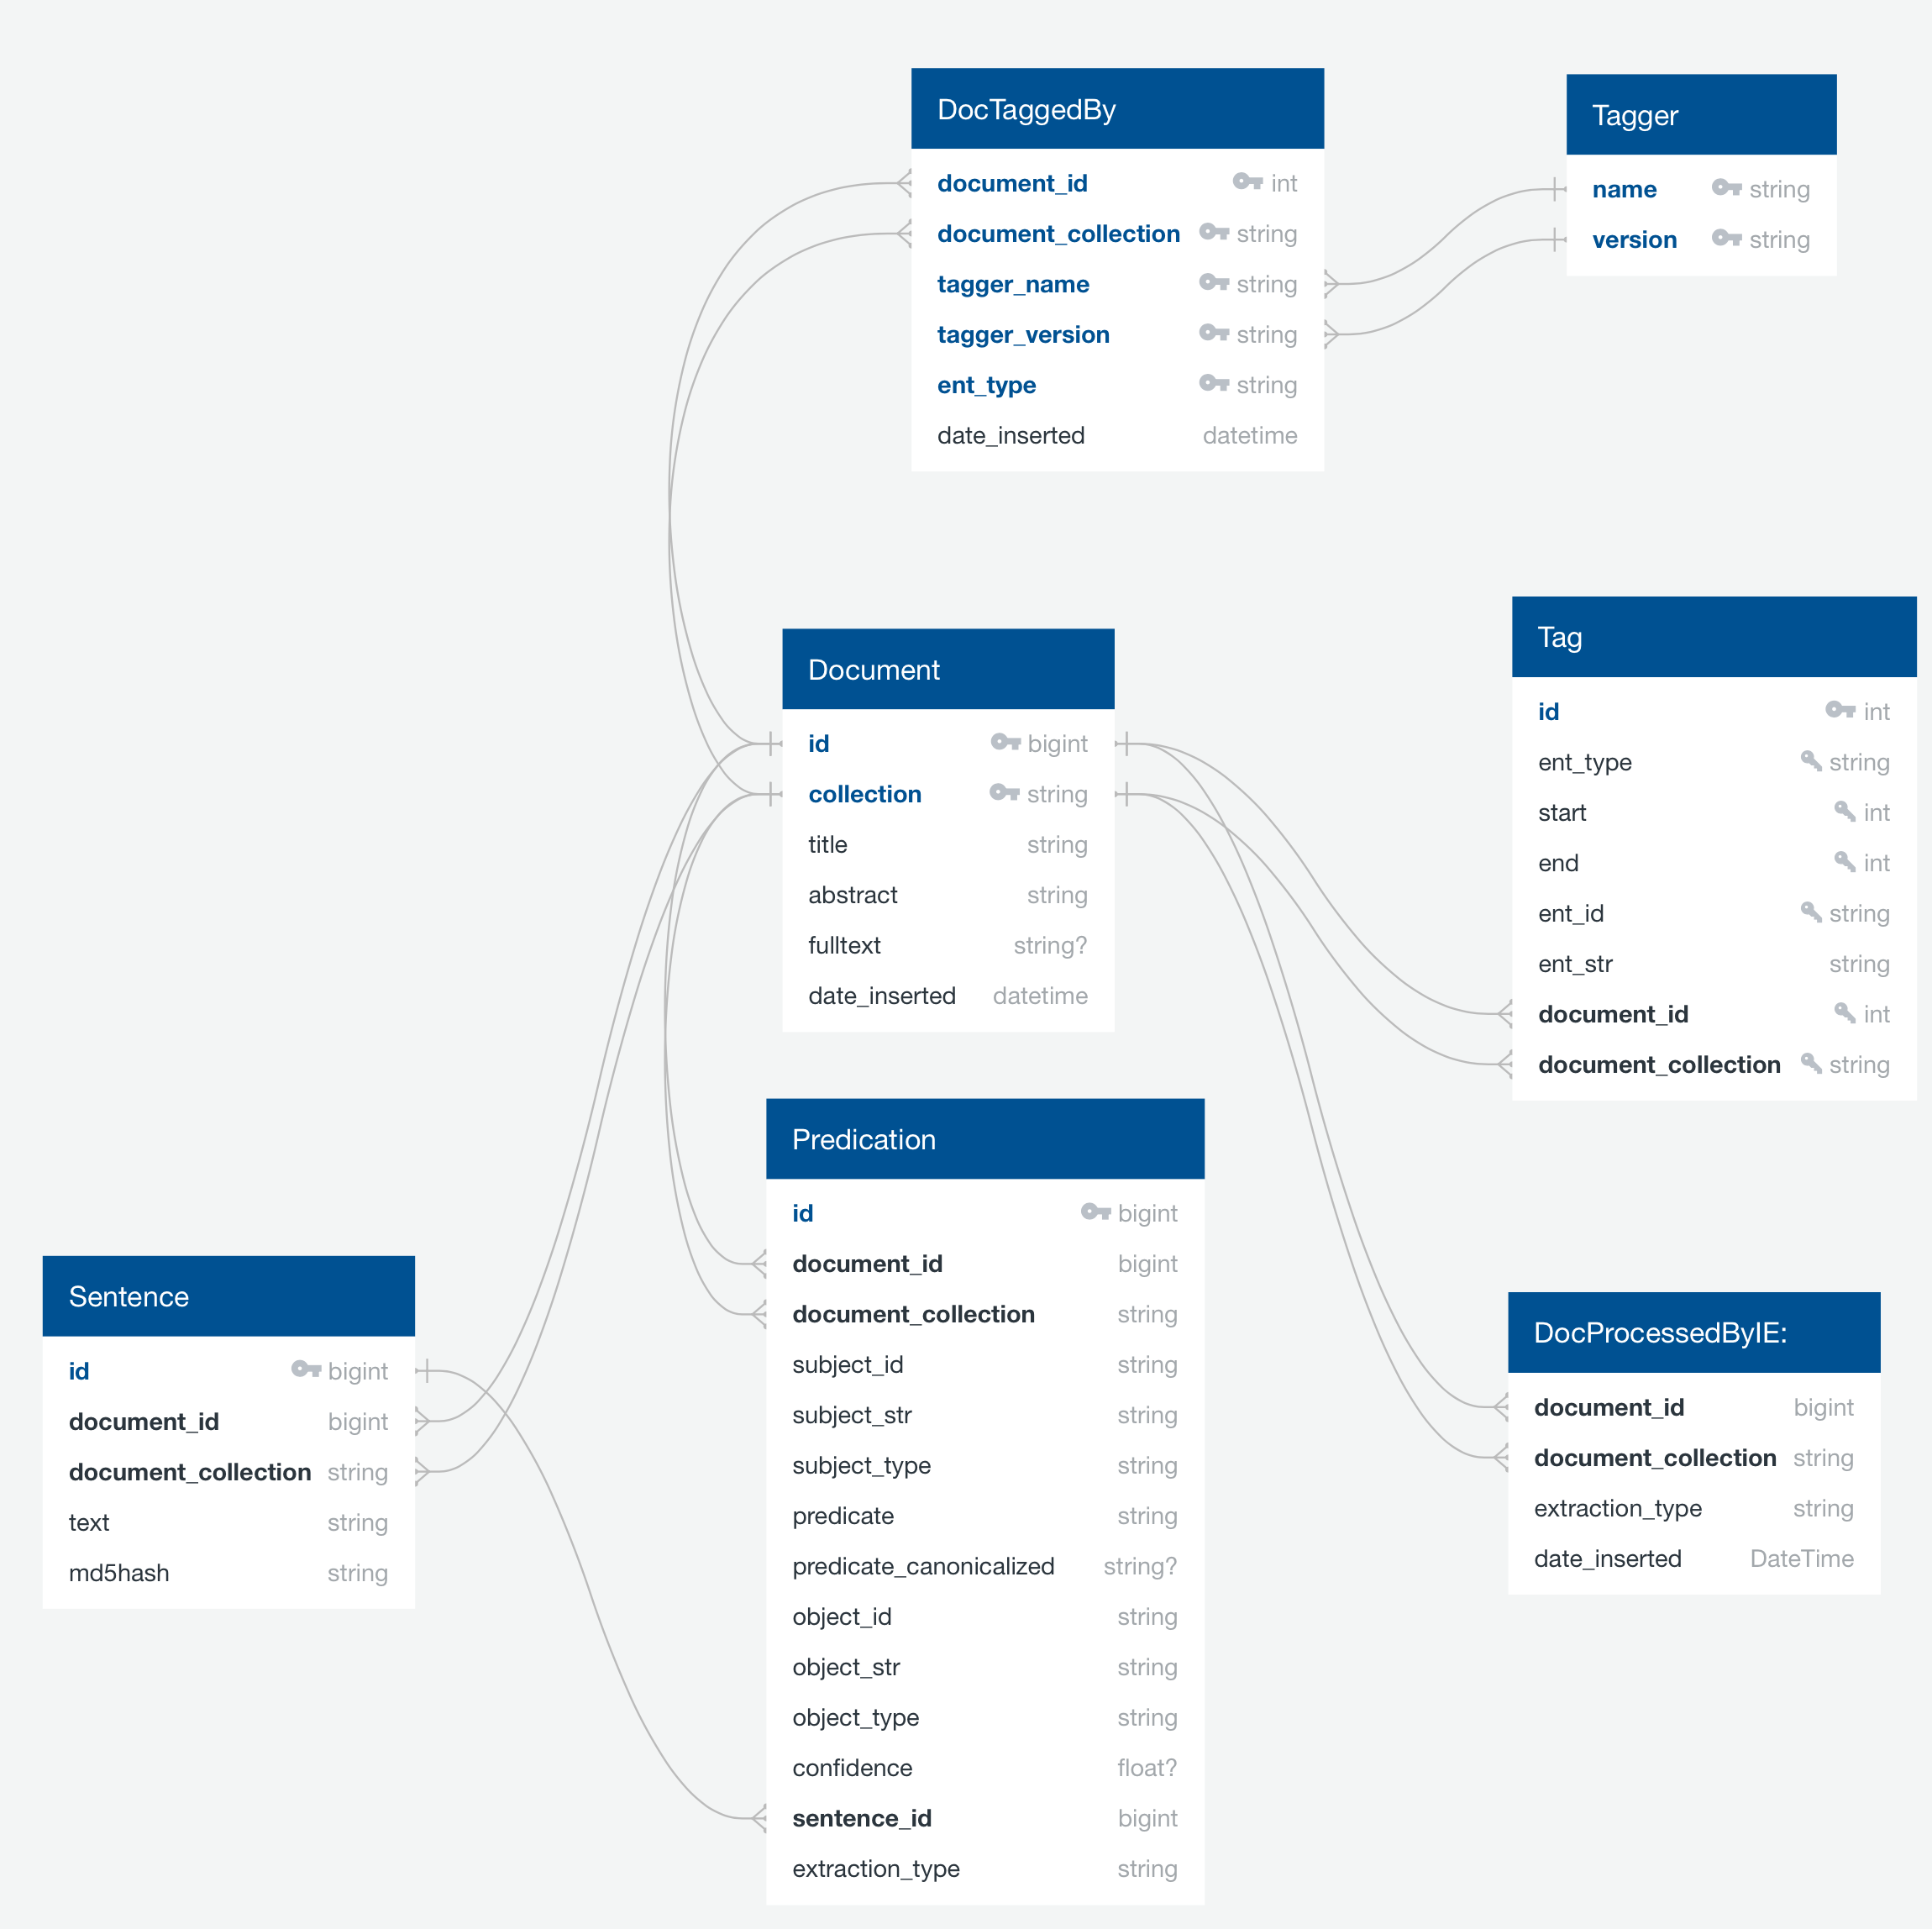 DocTaggedBy
document_id int
document_collection string
tagger_name string
tagger_version string
ent_type string
date_inserted datetime
Tagger
name string
version string
Document
id bigint
collection string
title string
abstract string
fulltext string?
date_inserted datetime
Tag
id int
ent_type string
start int
end int
ent_id string
ent_str string
document_id int
document_collection string
Predication
id bigint
document_id bigint
document_collection string
subject_id string
subject_str string
subject_type string
predicate string
predicate_canonicalized string?
object_id string
object_str string
object_type string
confidence float?
sentence_id bigint
extraction_type string
Sentence
id bigint
document_id bigint
document_collection string
text string
md5hash string
DocProcessedByIE:
document_id bigint
document_collection string
extraction_type string
date_inserted DateTime